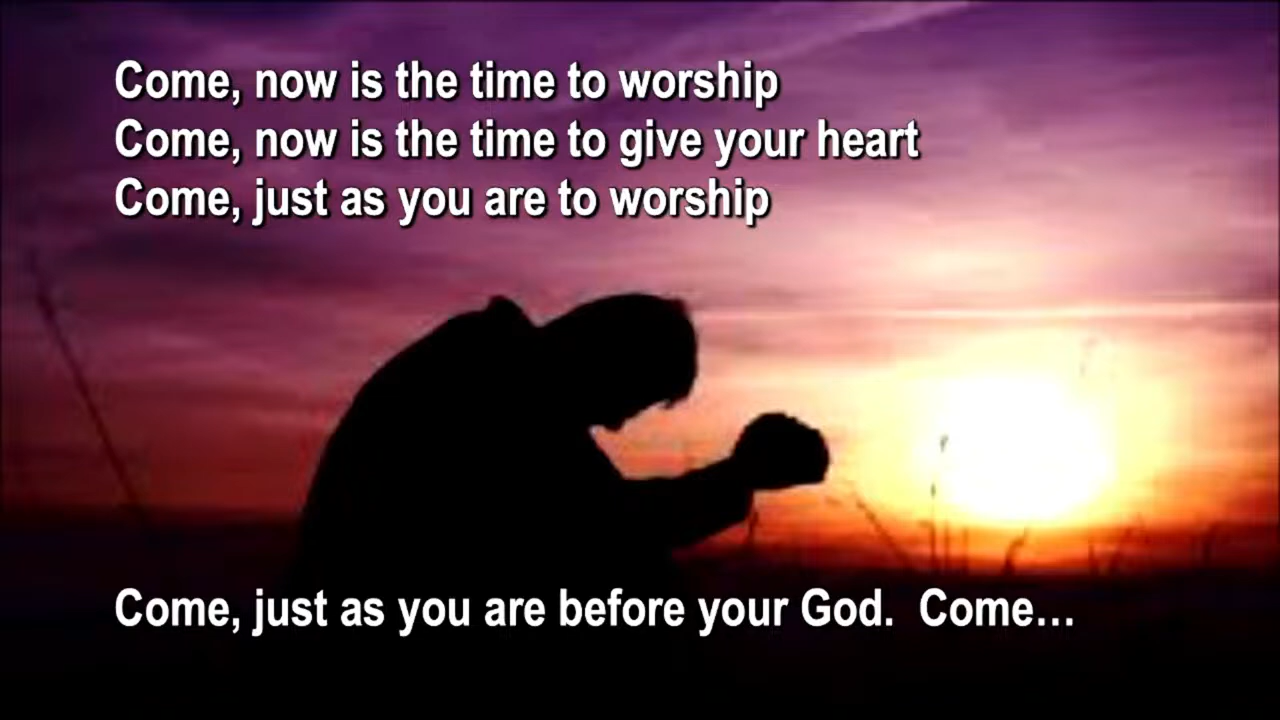 Come, now is the time to worship
Come, now is the time to give your heart
Come, just as you are to worship
Come, just as you are before your God.  Come…